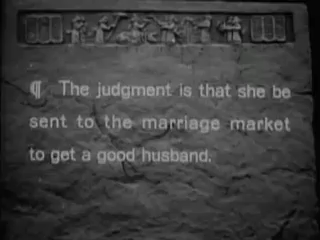 ¶ The judgment is that she be
sent to the marriage market
to get a good husband.